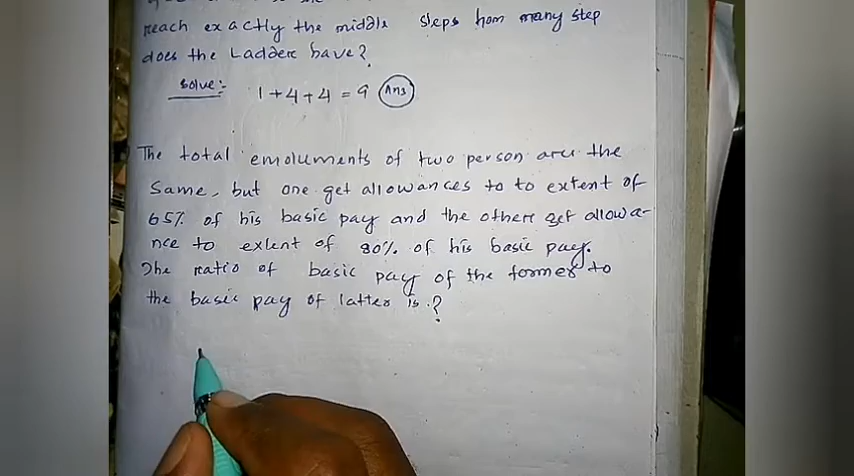 reach exactly the middle steps hom many step
does the Ladder have?
Solve:-
1+4+4 = 9 Ans
The total emoluments of two person are the
same, but one get allowances to to extent of
65% of his basic pay and the others get allowa-
nce to extent of 80% of his basic pay.
The ratio of basic pay of the former to
the basic pay of latter is.?